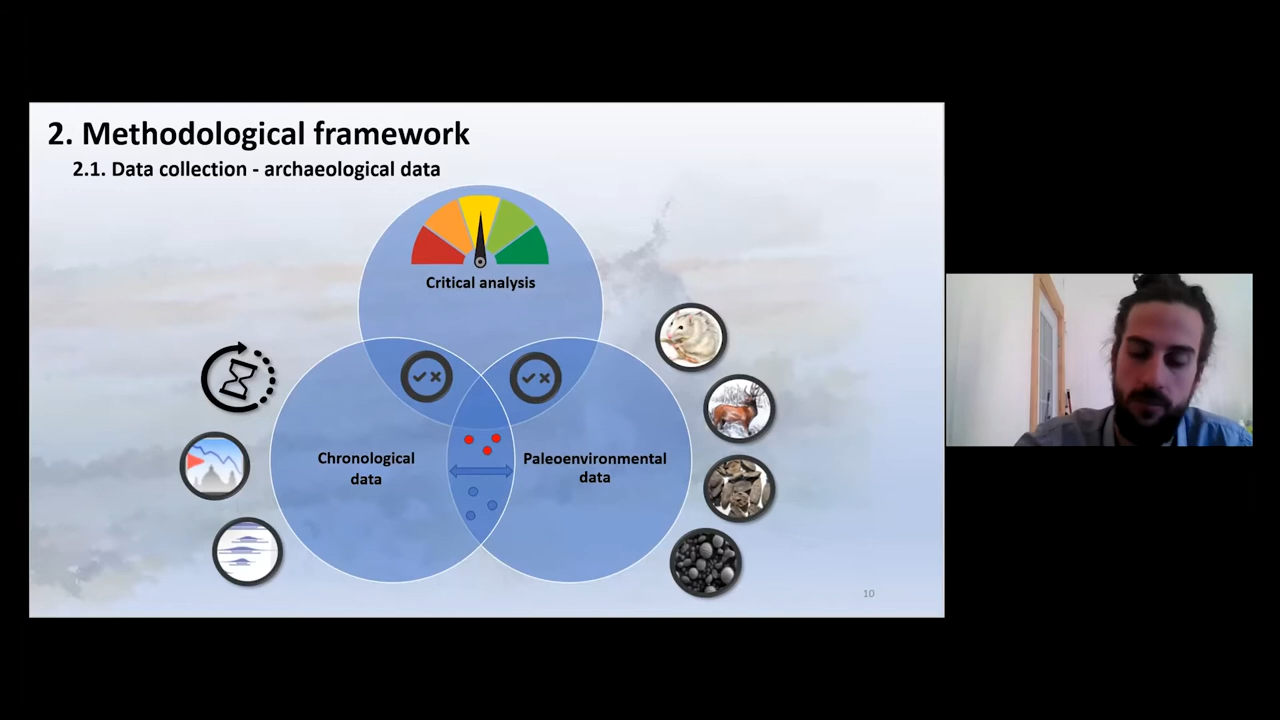 2. Methodological framework
2.1. Data collection - archaeological data
Critical analysis
Chronological
data
Paleoenvironmental
data
10